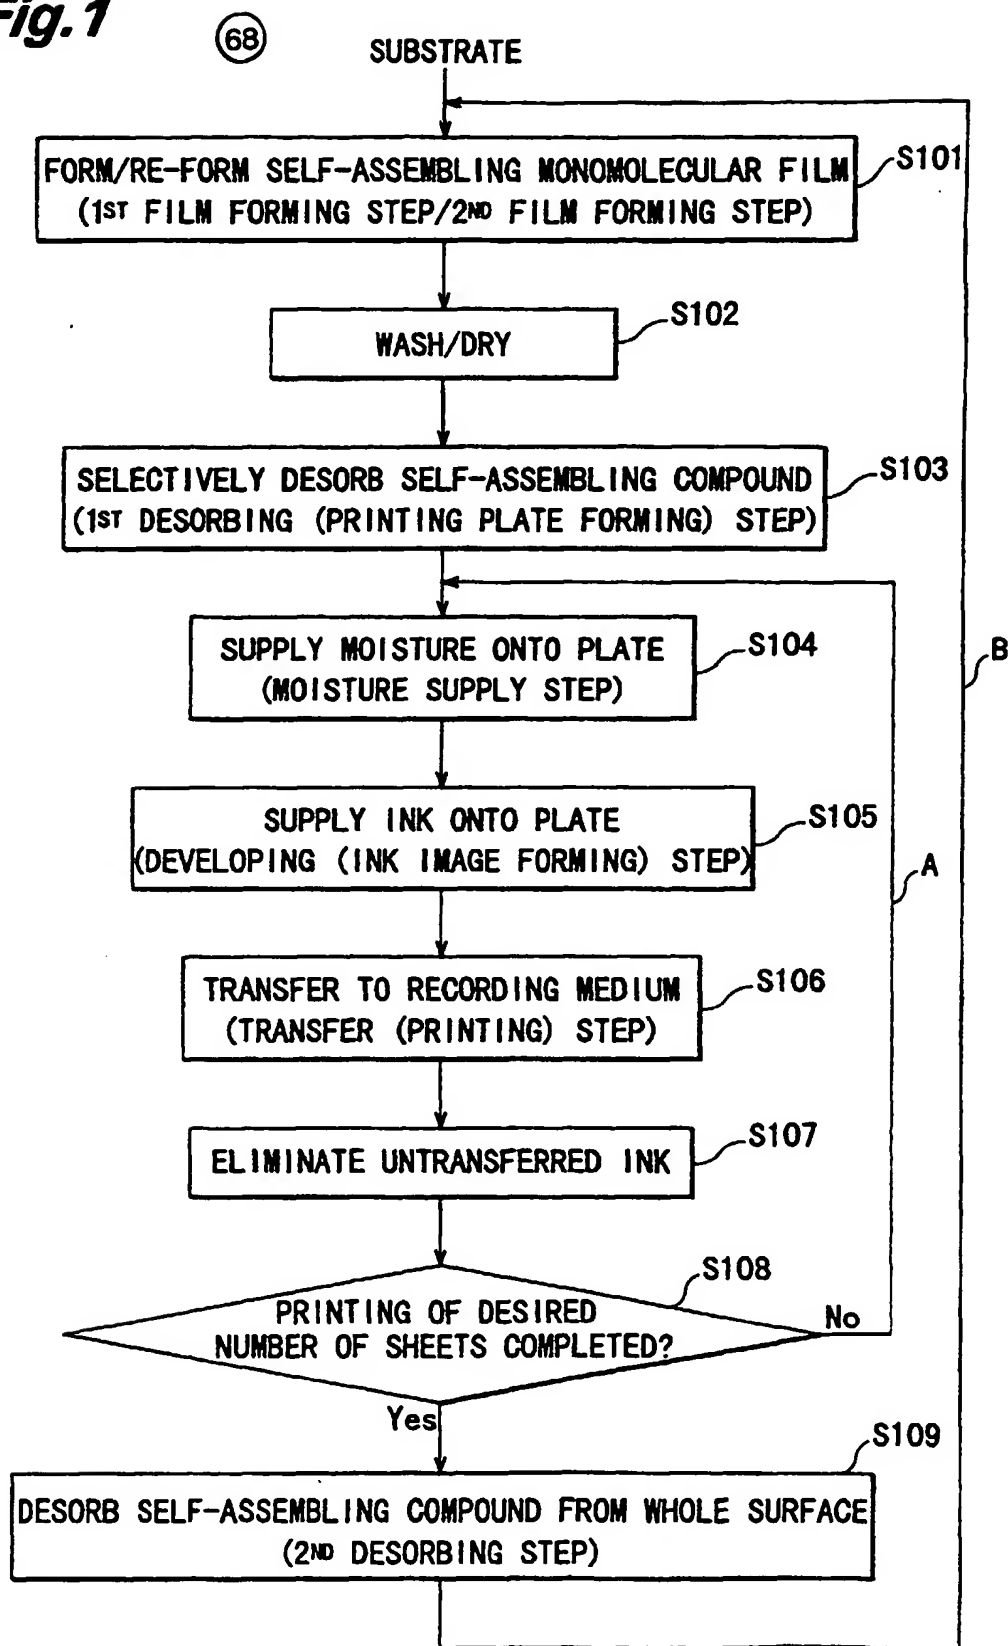 Fig.1
68
SUBSTRATE
FORM/RE-FORM SELF-ASSEMBLING MONOMOLECULAR FILM
(1ST FILM FORMING STEP/2ND FILM FORMING STEP)
S101
WASH/DRY
S102
SELECTIVELY DESORB SELF-ASSEMBLING COMPOUND
(1ST DESORBING (PRINTING PLATE FORMING) STEP)
S103
SUPPLY MOISTURE ONTO PLATE
(MOISTURE SUPPLY STEP)
S104
B
SUPPLY INK ONTO PLATE
(DEVELOPING (INK IMAGE FORMING) STEP)
S105
A
TRANSFER TO RECORDING MEDIUM
(TRANSFER (PRINTING) STEP)
S106
ELIMINATE UNTRANSFERRED INK
S107
S108
PRINTING OF DESIRED
NUMBER OF SHEETS COMPLETED?
No
Yes
S109
DESORB SELF-ASSEMBLING COMPOUND FROM WHOLE SURFACE
(2ND DESORBING STEP)